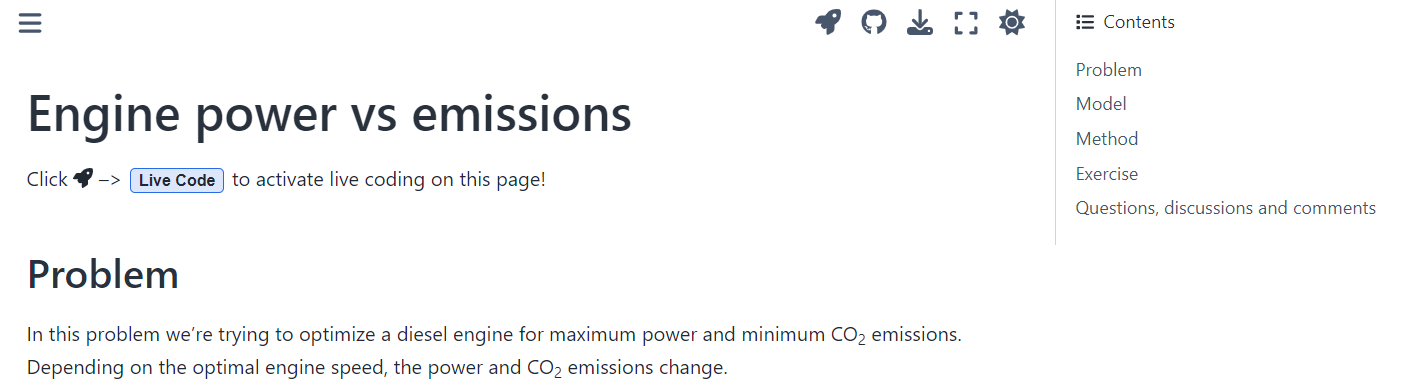 Contents
Problem
Model
Method
Exercise
Questions, discussions and comments
Engine power vs emissions
Click –> Live Code to activate live coding on this page!
Problem
In this problem we’re trying to optimize a diesel engine for maximum power and minimum CO₂ emissions.
Depending on the optimal engine speed, the power and CO₂ emissions change.